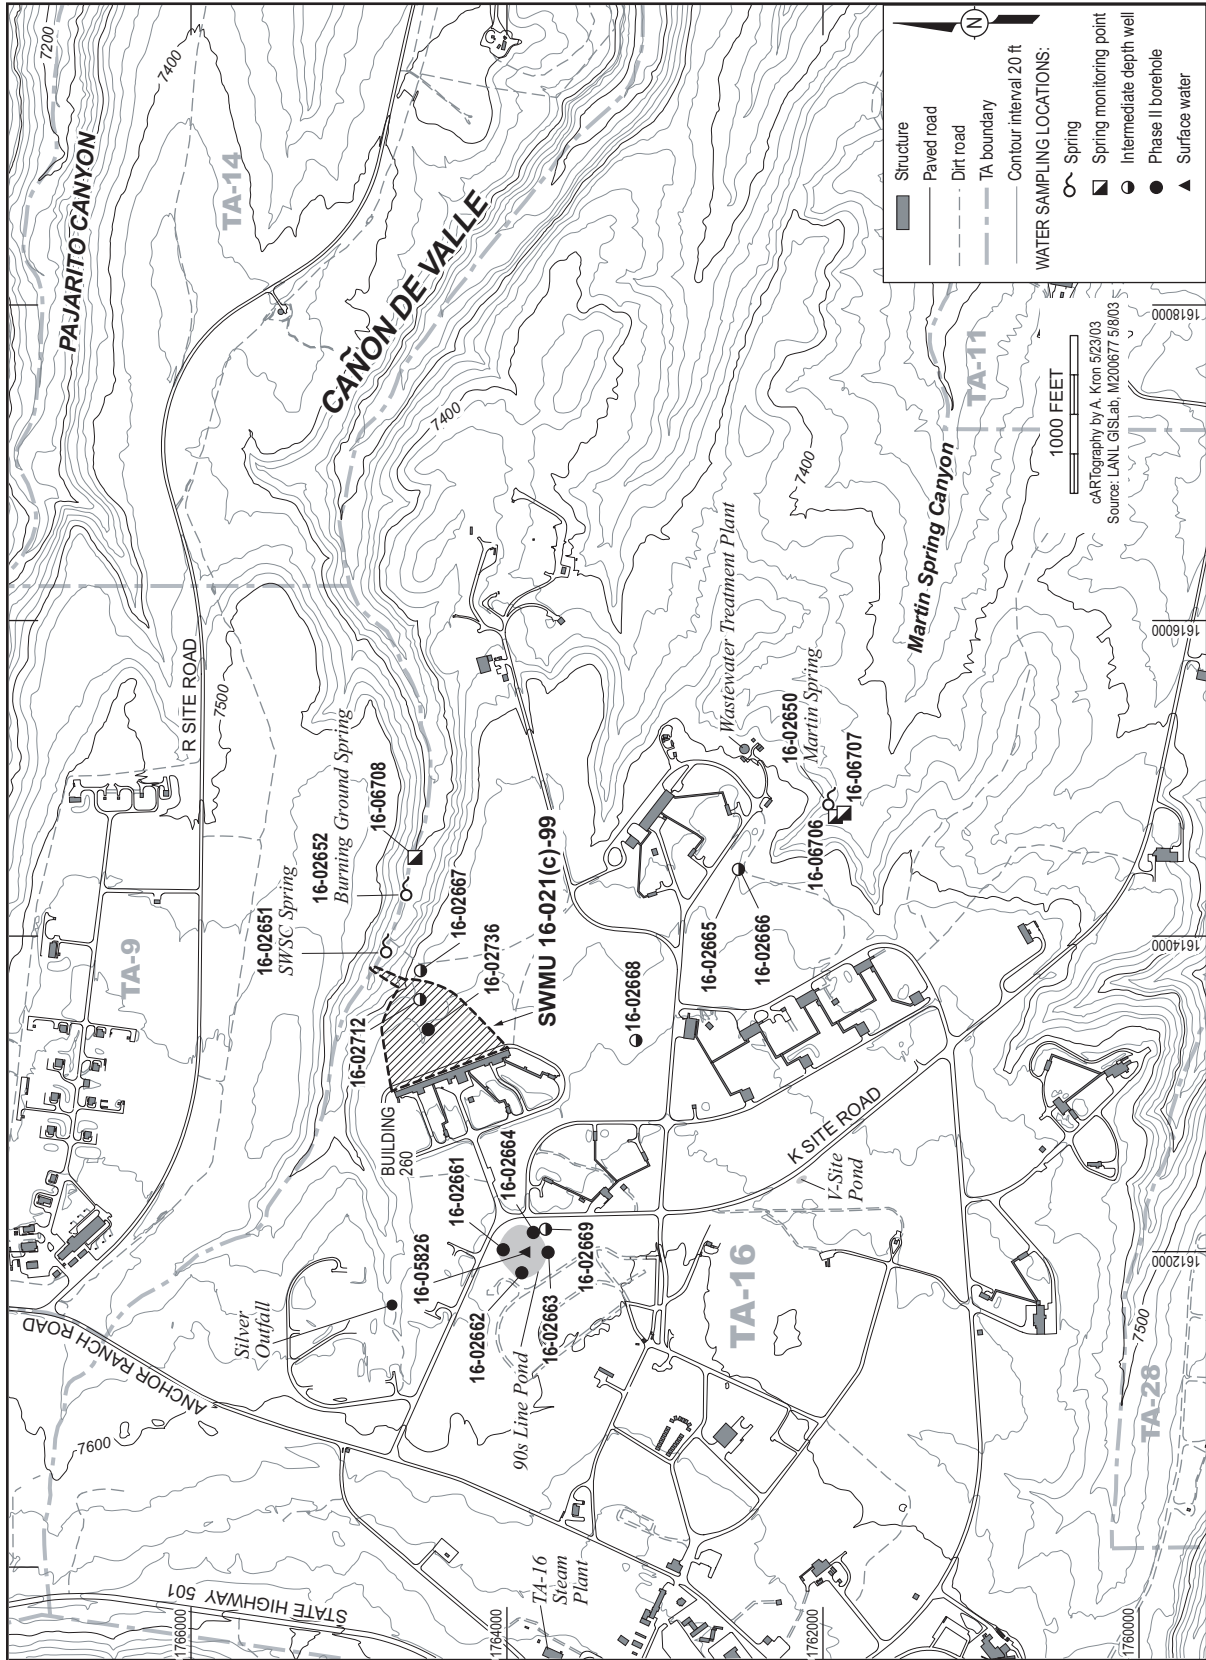 STATE HIGHWAY 501
ANCHOR RANCH ROAD
7600
TA-9
R SITE ROAD
7500
PAJARITO CANYON
7200
7400
TA-14
CAÑON DE VALLE
7400
Silver
Outfall
16-05826
BUILDING
260
16-02712
16-02651
SWSC Spring
16-02652
Burning Ground Spring
16-06708
16-02667
16-02736
SWMU 16-021(c)-99
16-02661
16-02664
16-02662
16-02663
16-02669
90s Line Pond
TA-16
Steam
Plant
TA-16
V-Site
Pond
K SITE ROAD
16-02668
16-02665
16-02666
Wastewater Treatment Plant
16-02650
Martin Spring
16-06706
16-06707
Martin Spring Canyon
7400
TA-11
TA-28
7500
1766000
1764000
1762000
1760000
1612000
1614000
1616000
1618000
1000 FEET
cARTography by A. Kron 5/23/03
Source: LANL GISLab, M200677 5/8/03
N
Structure
Paved road
Dirt road
TA boundary
Contour interval 20 ft
WATER SAMPLING LOCATIONS:
Spring
Spring monitoring point
Intermediate depth well
Phase II borehole
Surface water